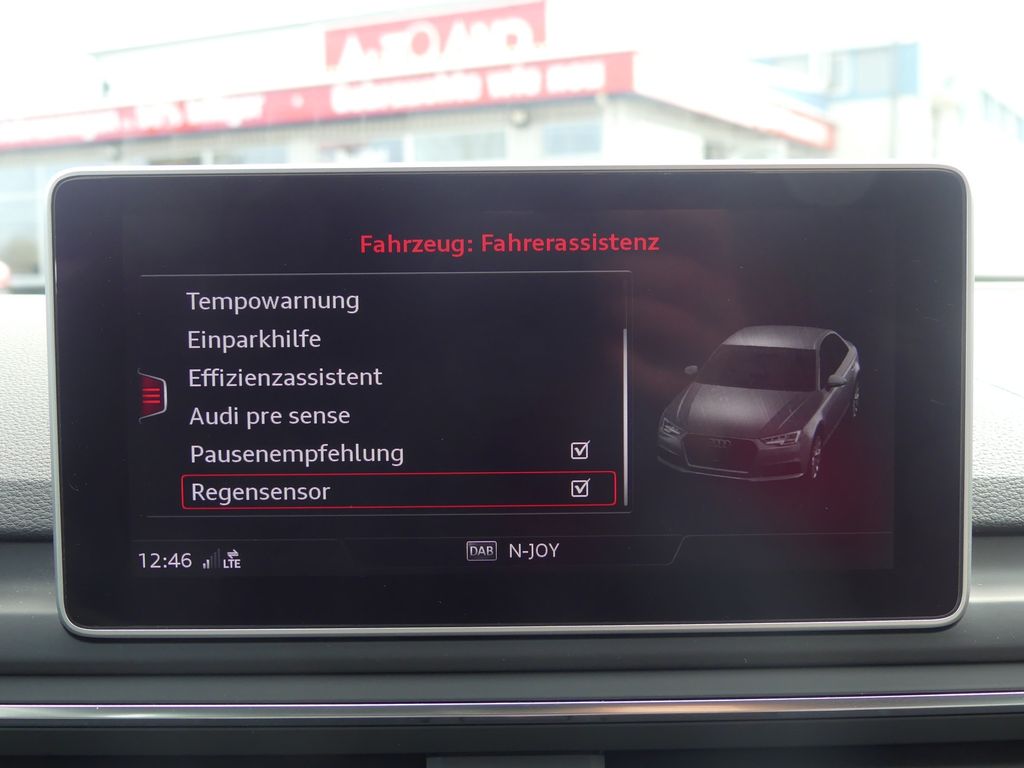 Fahrzeug: Fahrerassistenz
Tempowarnung
Einparkhilfe
Effizienzassistent
Audi pre sense
Pausenempfehlung
Regensensor
12:46 LTE
DAB N-JOY